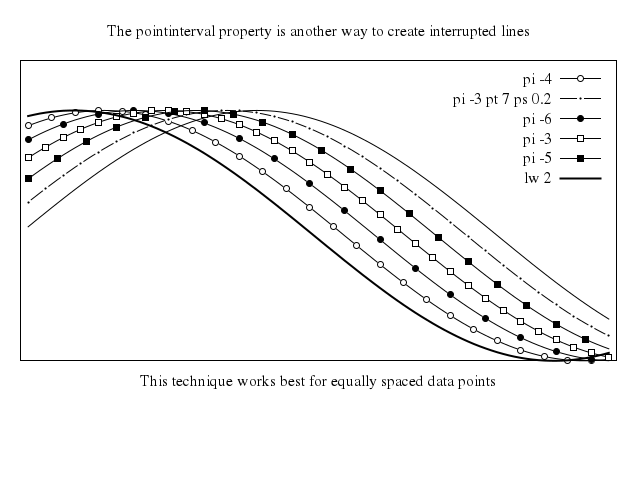 The pointinterval property is another way to create interrupted lines
pi -4
pi -3 pt 7 ps 0.2
pi -6
pi -3
pi -5
lw 2
This technique works best for equally spaced data points